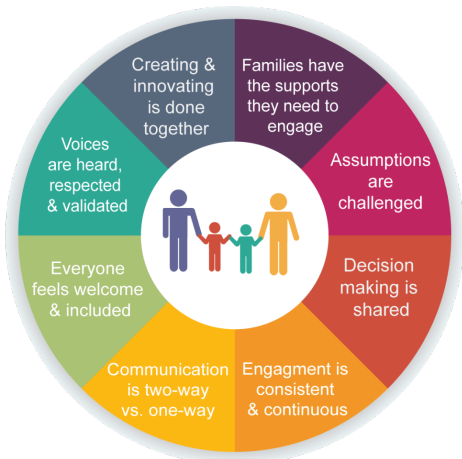 Families have
the supports
they need to
engage
Assumptions
are
challenged
Decision
making is
shared
Engagment is
consistent
& continuous
Communication
is two-way
vs. one-way
Everyone
feels welcome
& included
Voices
are heard,
respected
& validated
Creating &
innovating
is done
together